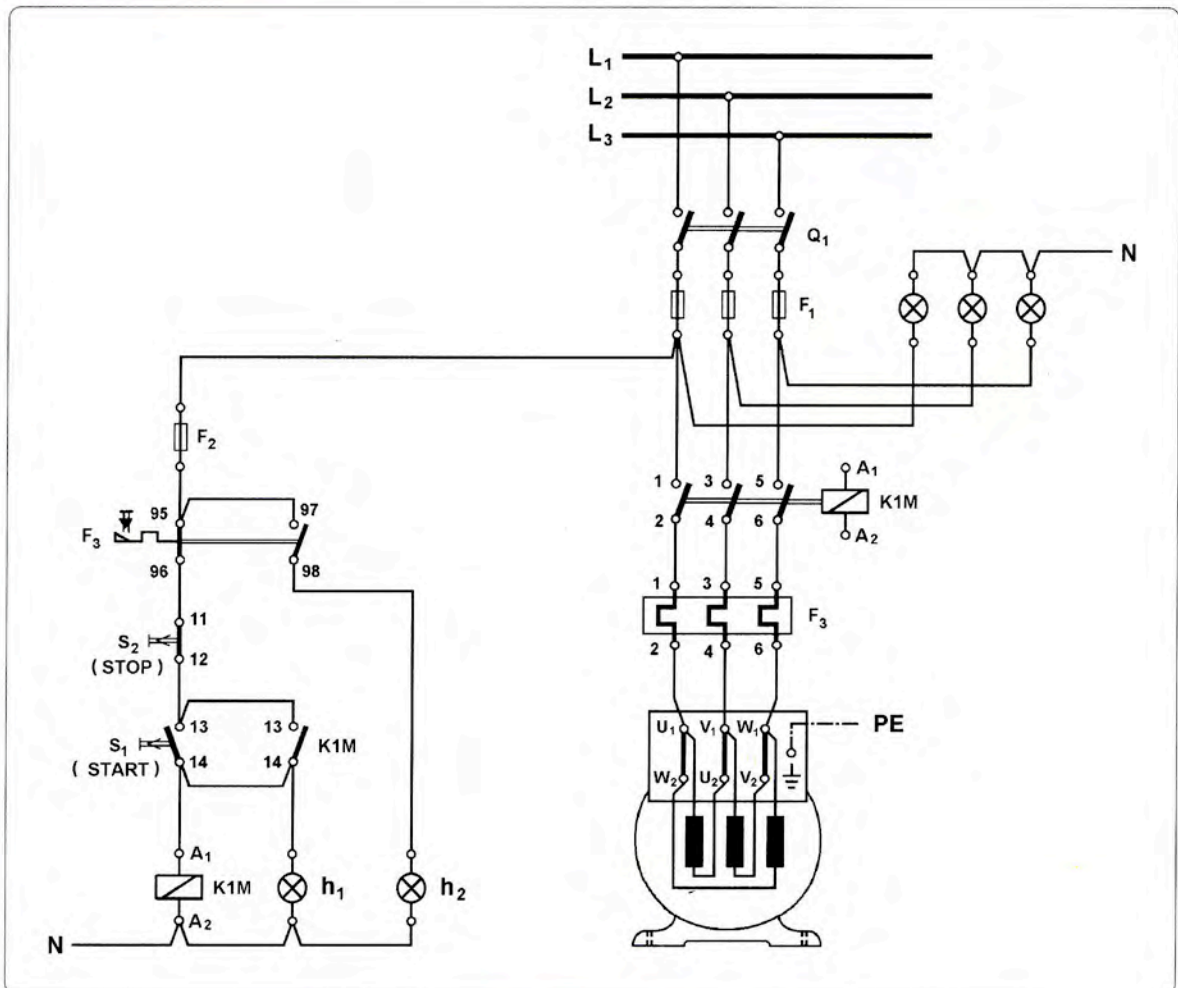 L1
L2
L3
Q1
N
F1
F2
1 3 5 A1
K1M
2 4 6 A2
95 97
F3
96 98
1 3 5
F3
2 4 6
11
S2
(STOP)
12
13 13
S1 K1M
(START) 14 14
U1 V1 W1 PE
W2 U2 V2
A1
K1M h1 h2
A2
N